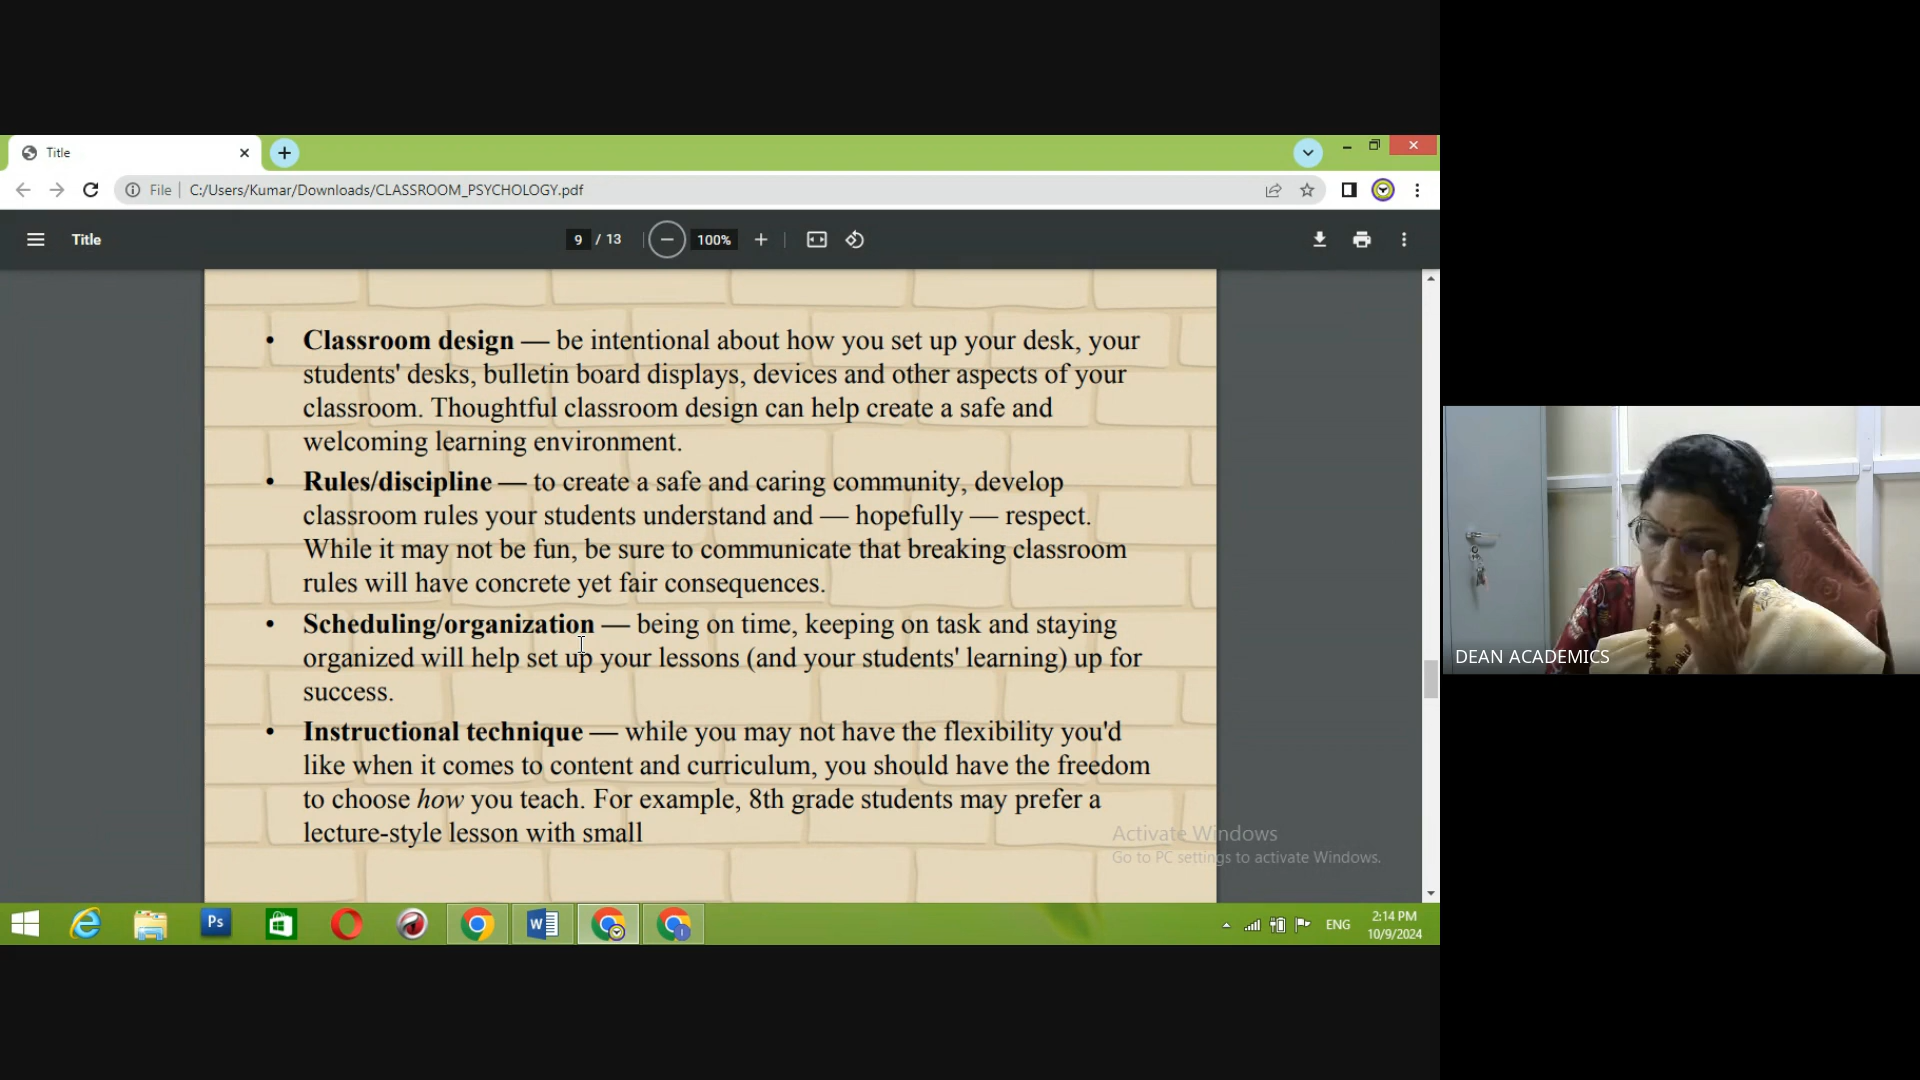 Title
File
C:/Users/Kumar/Downloads/CLASSROOM_PSYCHOLOGY.pdf
Title
9 / 13
100%
• Classroom design — be intentional about how you set up your desk, your
students' desks, bulletin board displays, devices and other aspects of your
classroom. Thoughtful classroom design can help create a safe and
welcoming learning environment.
• Rules/discipline — to create a safe and caring community, develop
classroom rules your students understand and — hopefully — respect.
While it may not be fun, be sure to communicate that breaking classroom
rules will have concrete yet fair consequences.
• Scheduling/organization — being on time, keeping on task and staying
organized will help set up your lessons (and your students' learning) up for
success.
• Instructional technique — while you may not have the flexibility you'd
like when it comes to content and curriculum, you should have the freedom
to choose how you teach. For example, 8th grade students may prefer a
lecture-style lesson with small
Activate Windows
Go to PC settings to activate Windows.
DEAN ACADEMICS
Ps
W
ENG
2:14 PM
10/9/2024